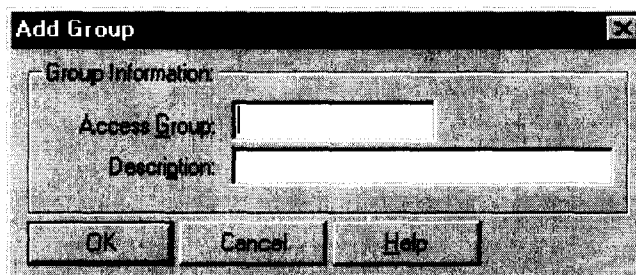 Add Group
Group Information:
Access Group:
Description:
OK Cancel Help